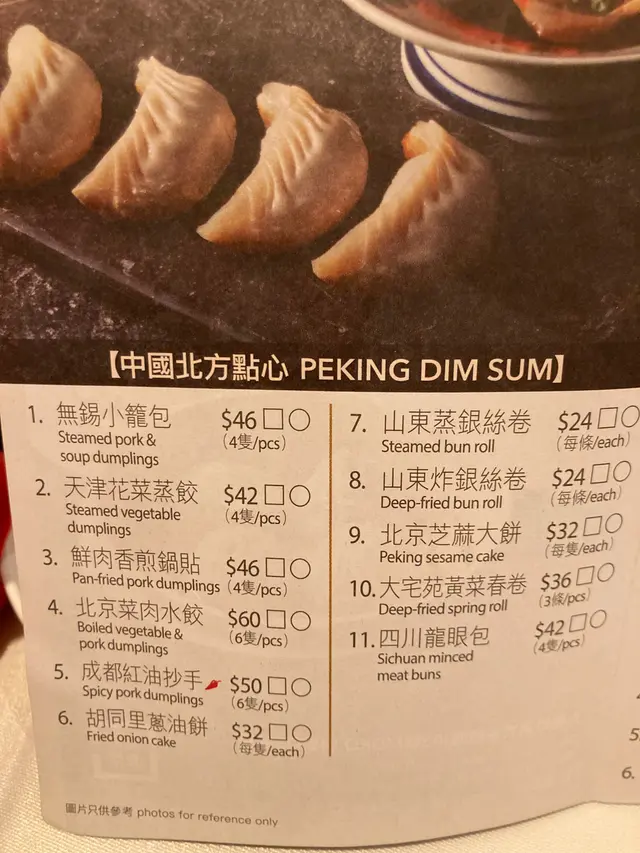 【中國北方點心 PEKING DIM SUM】
1. 無錫小籠包 $46 □○
Steamed pork & (4隻/pcs)
soup dumplings
2. 天津花菜蒸餃 $42 □○
Steamed vegetable (4隻/pcs)
dumplings
3. 鮮肉香煎鍋貼 $46 □○
Pan-fried pork dumplings (4隻/pcs)
4. 北京菜肉水餃 $60 □○
Boiled vegetable & (6隻/pcs)
pork dumplings
5. 成都紅油抄手 $50 □○
Spicy pork dumplings (6隻/pcs)
6. 胡同里蔥油餅 $32 □○
Fried onion cake (每隻/each)
7. 山東蒸銀絲卷 $24 □○
Steamed bun roll (每條/each)
8. 山東炸銀絲卷 $24 □○
Deep-fried bun roll (每條/each)
9. 北京芝蔴大餅 $32 □○
Peking sesame cake (每隻/each)
10. 大宅苑黃菜春卷 $36 □○
Deep-fried spring roll (3條/pcs)
11. 四川龍眼包 $42 □○
Sichuan minced (4隻/pcs)
meat buns
5.
6.
圖片只供參考 photos for reference only